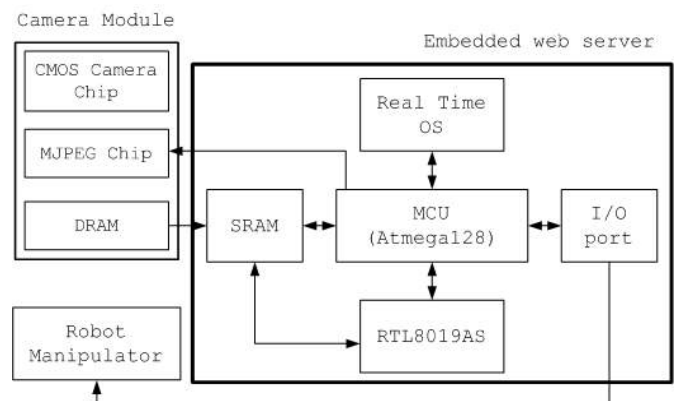 Camera Module
Embedded web server
CMOS Camera
Chip
Real Time
OS
MJPEG Chip
DRAM
SRAM
MCU
(Atmega128)
I/O
port
Robot
Manipulator
RTL8019AS